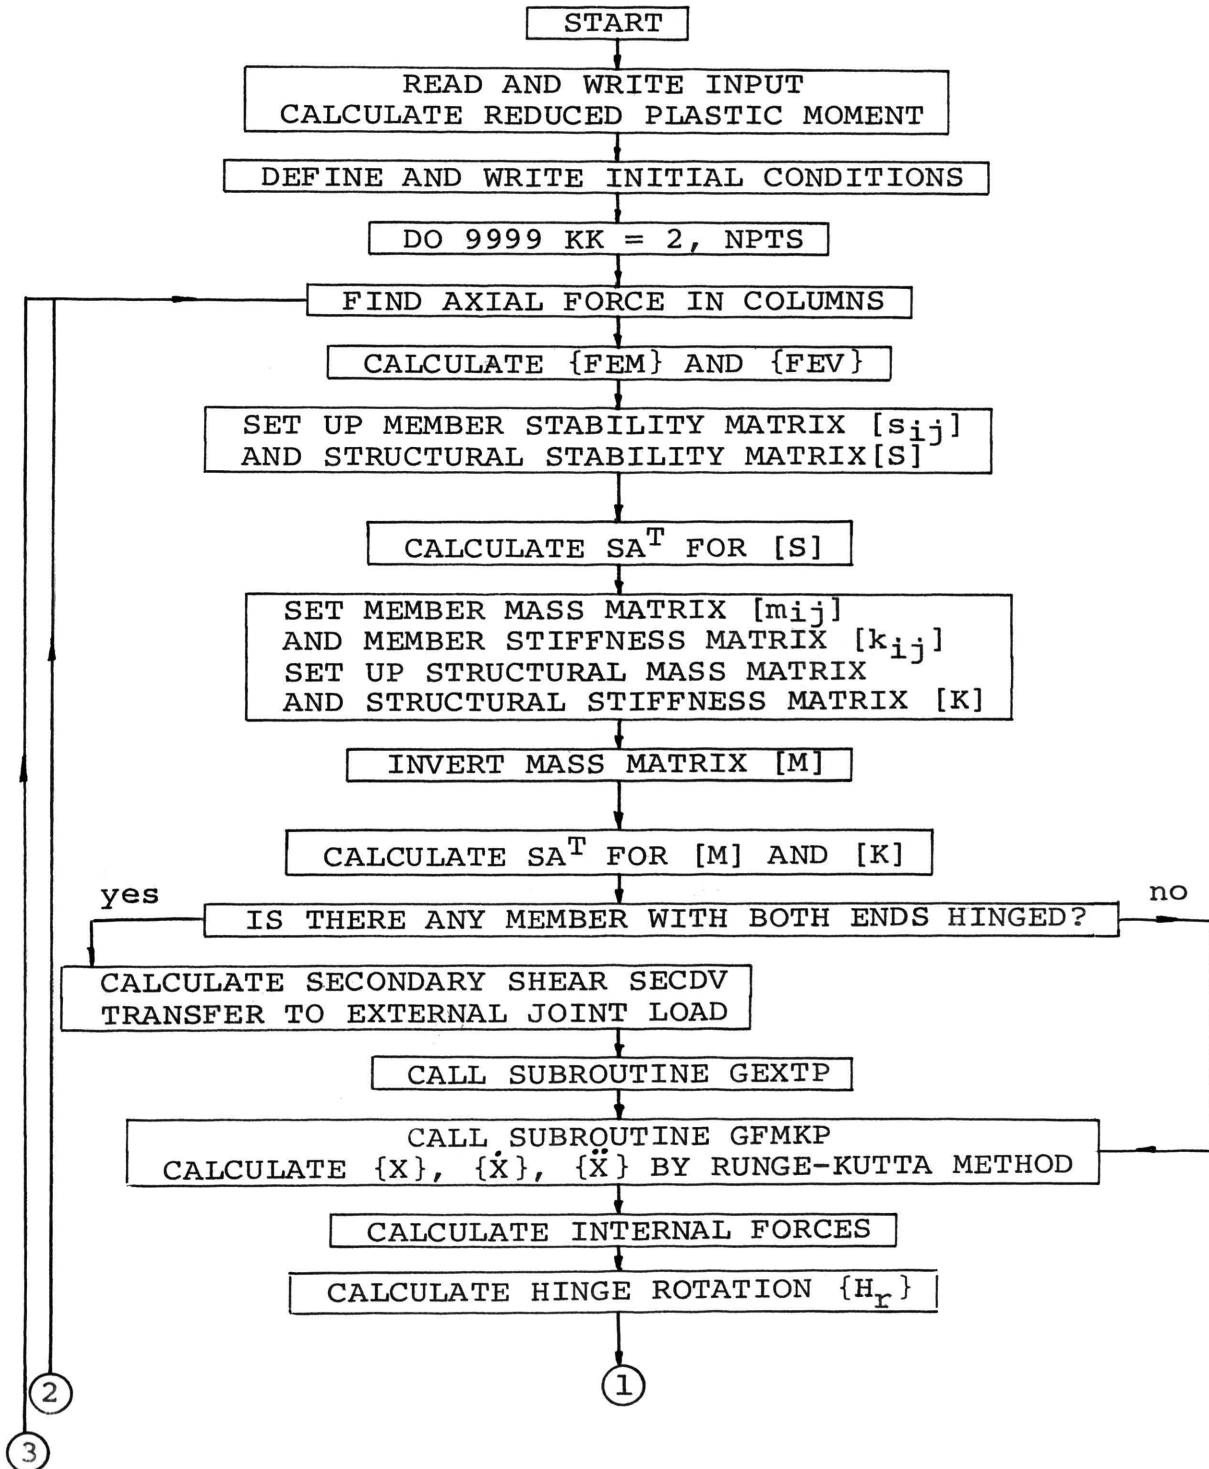 START
READ AND WRITE INPUT
CALCULATE REDUCED PLASTIC MOMENT
DEFINE AND WRITE INITIAL CONDITIONS
DO 9999 KK = 2, NPTS
FIND AXIAL FORCE IN COLUMNS
CALCULATE {FEM} AND {FEV}
SET UP MEMBER STABILITY MATRIX [sij]
AND STRUCTURAL STABILITY MATRIX[S]
CALCULATE SA^T FOR [S]
SET MEMBER MASS MATRIX [mij]
AND MEMBER STIFFNESS MATRIX [kij]
SET UP STRUCTURAL MASS MATRIX
AND STRUCTURAL STIFFNESS MATRIX [K]
INVERT MASS MATRIX [M]
CALCULATE SA^T FOR [M] AND [K]
yes
no
IS THERE ANY MEMBER WITH BOTH ENDS HINGED?
CALCULATE SECONDARY SHEAR SECDV
TRANSFER TO EXTERNAL JOINT LOAD
CALL SUBROUTINE GEXTP
CALL SUBROUTINE GFMKP
CALCULATE {X}, {Ẋ}, {Ẍ} BY RUNGE-KUTTA METHOD
CALCULATE INTERNAL FORCES
CALCULATE HINGE ROTATION {Hr}
2
1
3